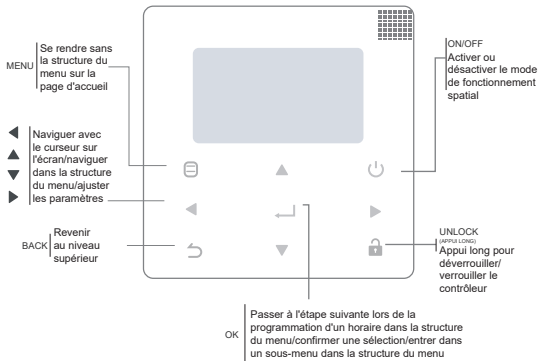 MENU
Se rendre sans
la structure du
menu sur la
page d'accueil
ON/OFF
Activer ou
désactiver le mode
de fonctionnement
spatial
Naviguer avec
le curseur sur
l'écran/naviguer
dans la structure
du menu/ajuster
les paramètres
BACK
Revenir
au niveau
supérieur
UNLOCK
(APPUI LONG)
Appui long pour
déverrouiller/
verrouiller le
contrôleur
OK
Passer à l'étape suivante lors de la
programmation d'un horaire dans la structure
du menu/confirmer une sélection/entrer dans
un sous-menu dans la structure du menu